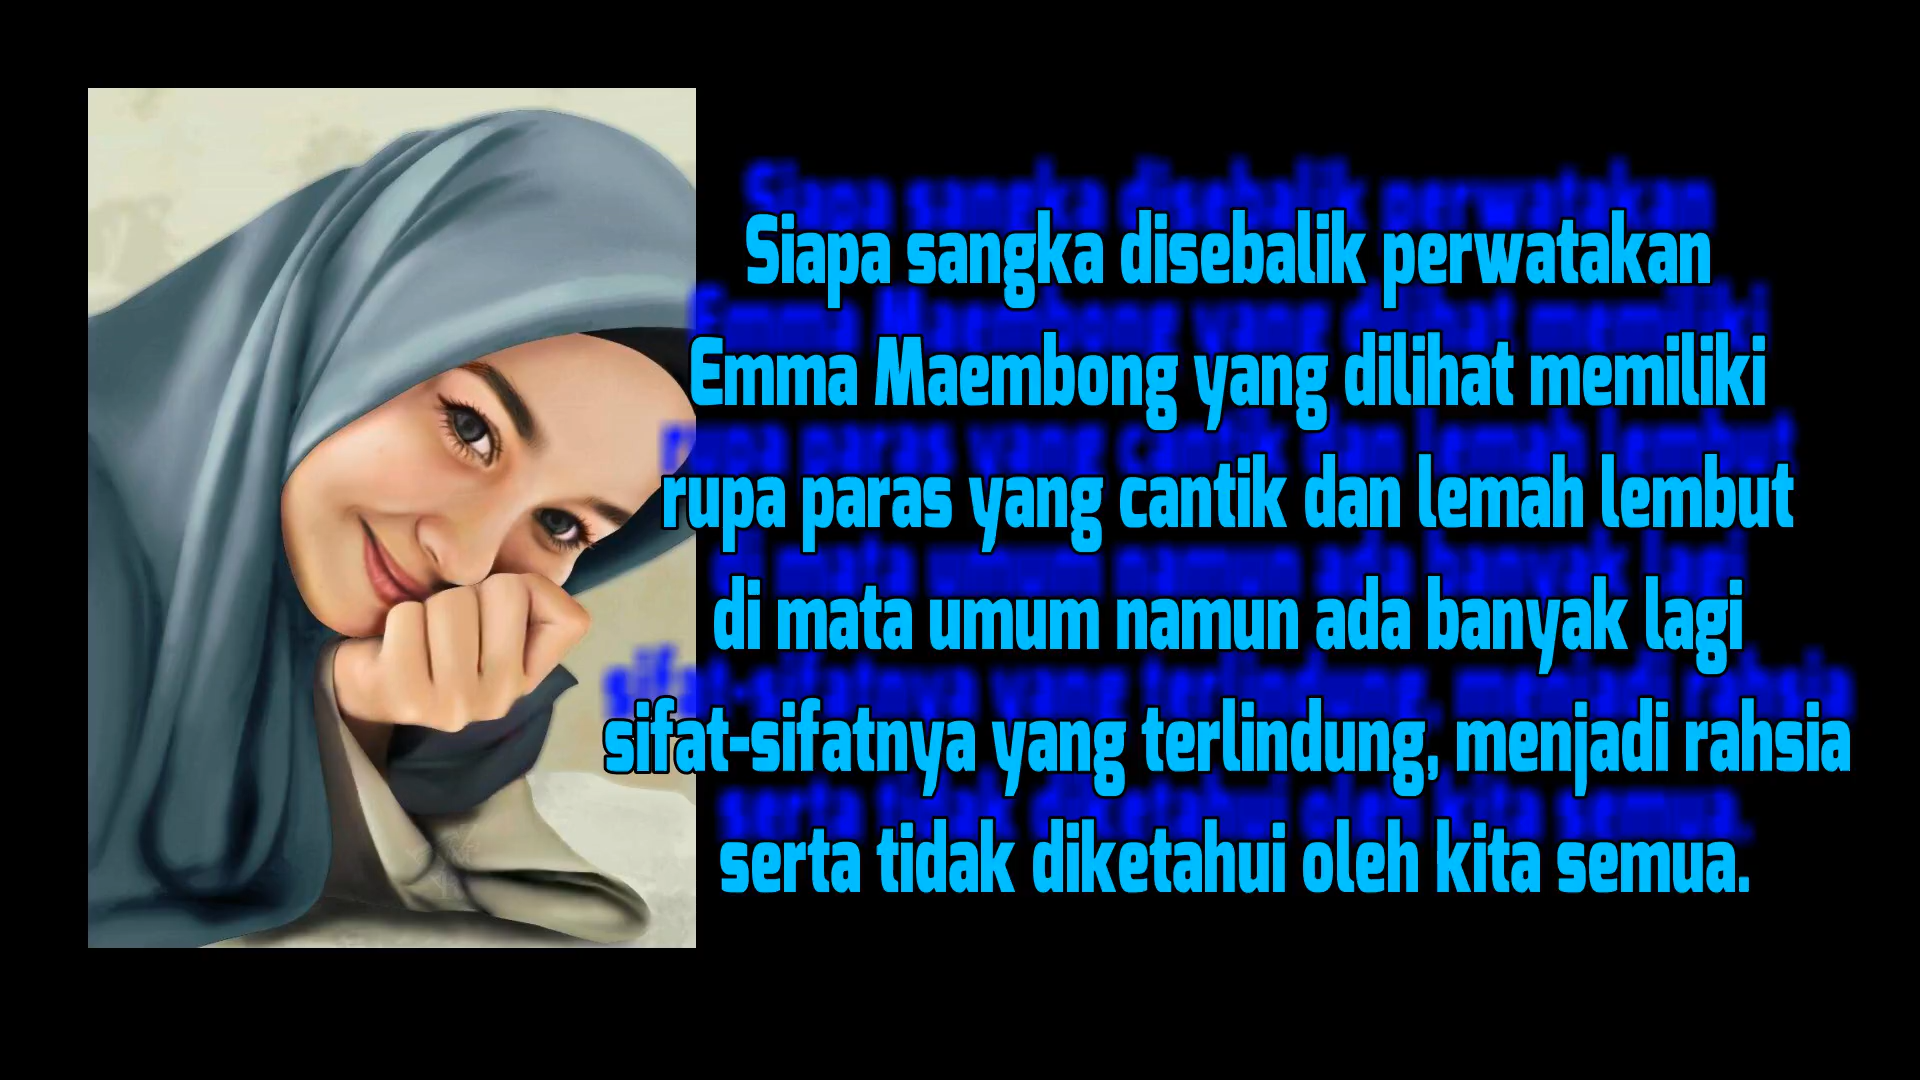 Siapa sangka disebalik perwatakan
Emma Maembong yang dilihat memiliki
rupa paras yang cantik dan lemah lembut
di mata umum namun ada banyak lagi
sifat-sifatnya yang terlindung, menjadi rahsia
serta tidak diketahui oleh kita semua.